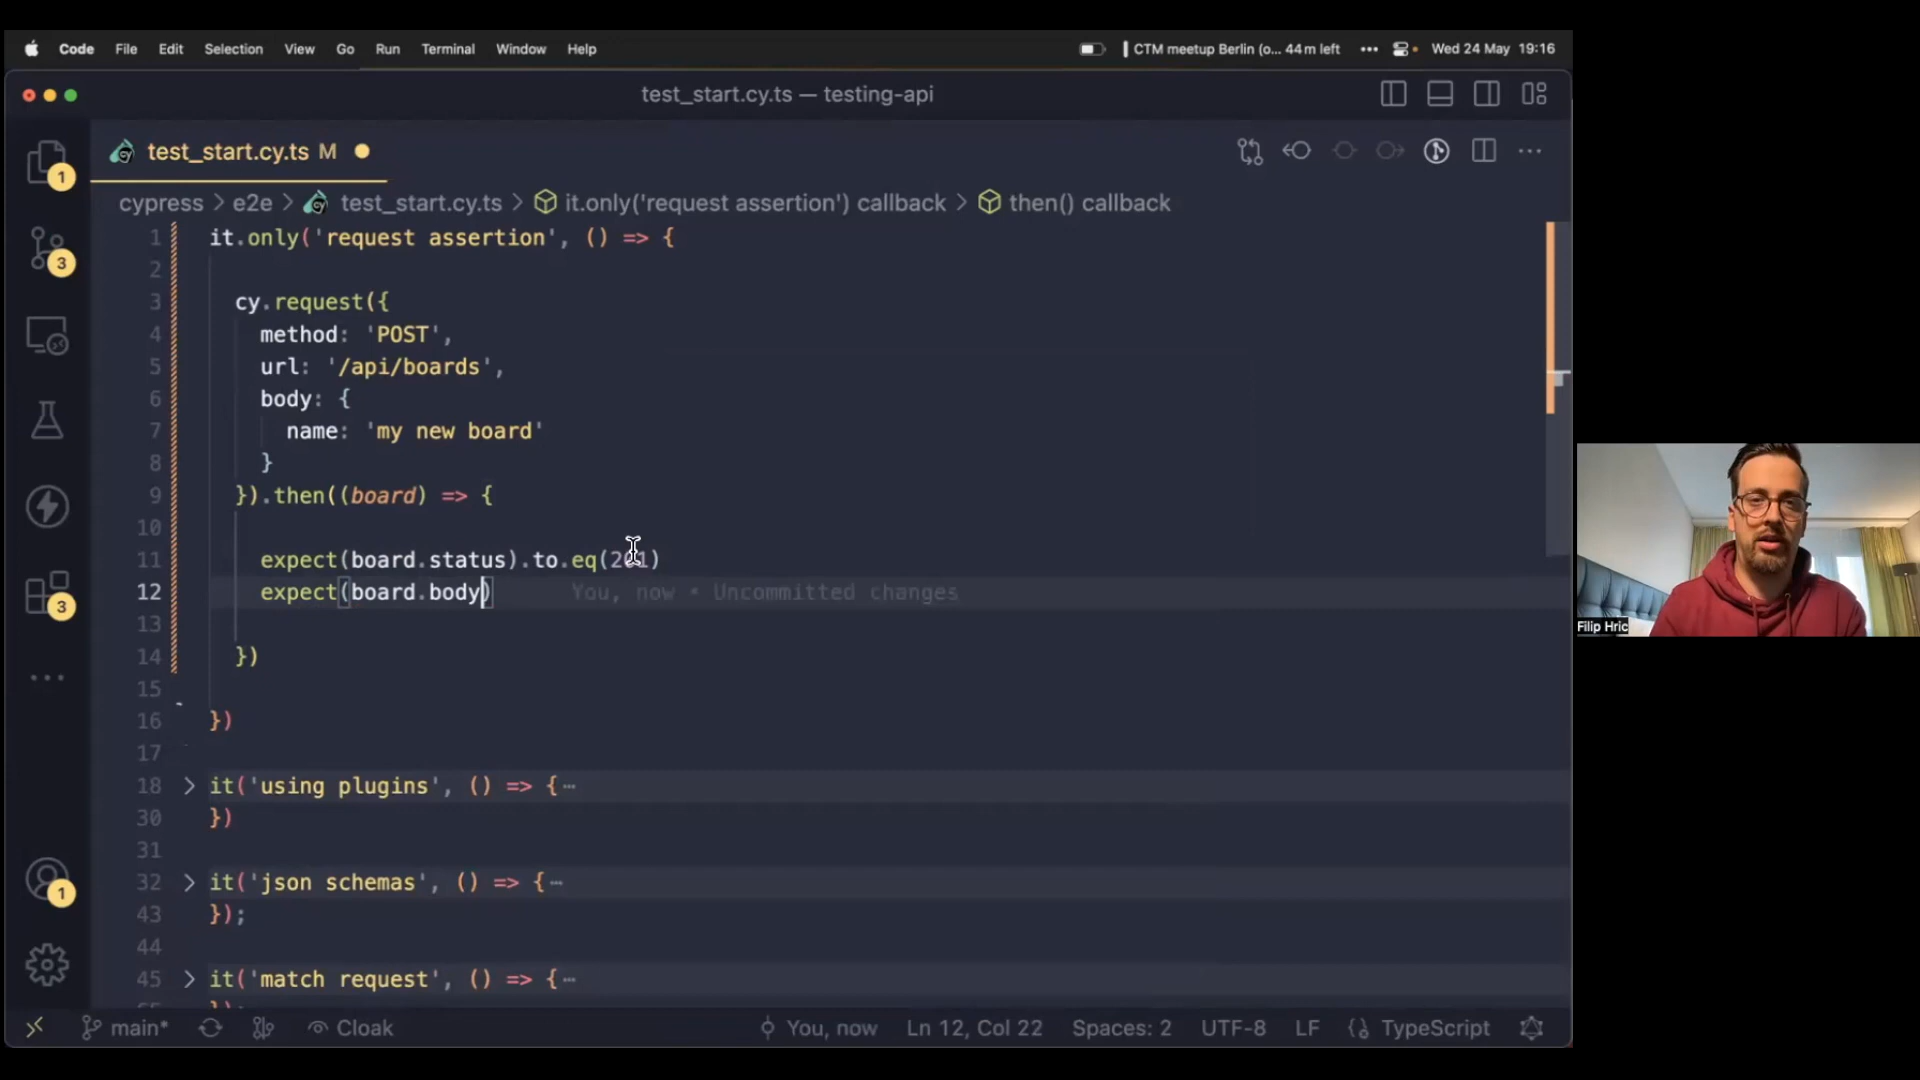 Code File Edit Selection View Go Run Terminal Window Help CTM meetup Berlin (o... 44 m left ••• Wed 24 May 19:16
test_start.cy.ts — testing-api
test_start.cy.ts M
cypress > e2e > test_start.cy.ts > it.only('request assertion') callback > then() callback
1 it.only('request assertion', () => {
2
3 cy.request({
4 method: 'POST',
5 url: '/api/boards',
6 body: {
7 name: 'my new board'
8 }
9 }).then((board) => {
10
11 expect(board.status).to.eq(201)
12 expect(board.body) You, now • Uncommitted changes
13
14 })
15
16 })
17
18 it('using plugins', () => {⋯
30 })
31
32 it('json schemas', () => {⋯
43 });
44
45 it('match request', () => {⋯
1
3
3
1
main* Cloak You, now Ln 12, Col 22 Spaces: 2 UTF-8 LF TypeScript
Filip Hric